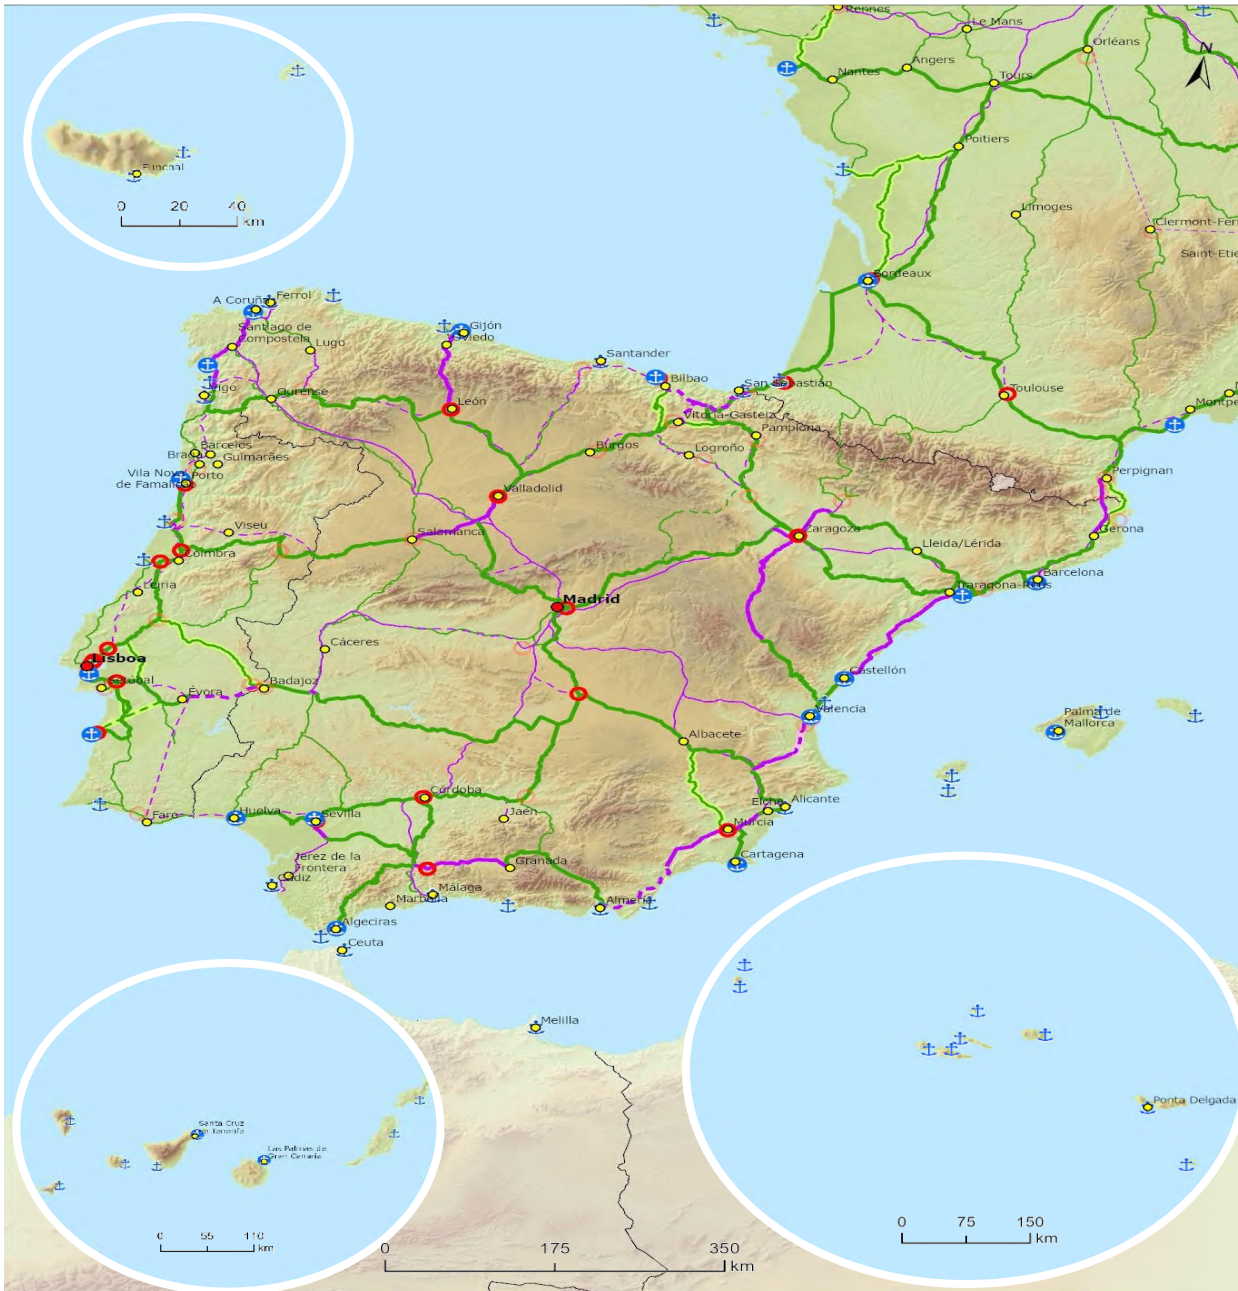 Rennes
Le Mans
Orléans
N
Angers
Nantes
Tours
Poitiers
Funchal
0 20 40
km
Limoges
Clermont-Fer
Saint-Etie
Bordeaux
A Coruña
Ferrol
Santiago de
Compostela
Lugo
Gijón
Oviedo
Santander
Bilbao
San Sebastián
Toulouse
Vigo
Ourense
León
Vitoria-Gasteiz
Pamplona
Montpe
Burgos
Logroño
Barcelos
Braga
Guimarães
Vila Nova
de Famalicão
Porto
Perpignan
Valladolid
Viseu
Salamanca
Zaragoza
Gerona
Coimbra
Lleida/Lérida
Leiria
Barcelona
Tarragona-Reus
Madrid
Cáceres
Lisboa
Setúbal
Évora
Badajoz
Castellón
Valencia
Palma de
Mallorca
Albacete
Córdoba
Elche
Alicante
Faro
Huelva
Sevilla
Jaén
Murcia
Jerez de la
Frontera
Cádiz
Granada
Cartagena
Málaga
Marbella
Almería
Algeciras
Ceuta
Melilla
Santa Cruz
de Tenerife
Las Palmas de
Gran Canaria
Ponta Delgada
0 55 110
km
0 175 350
km
0 75 150
km